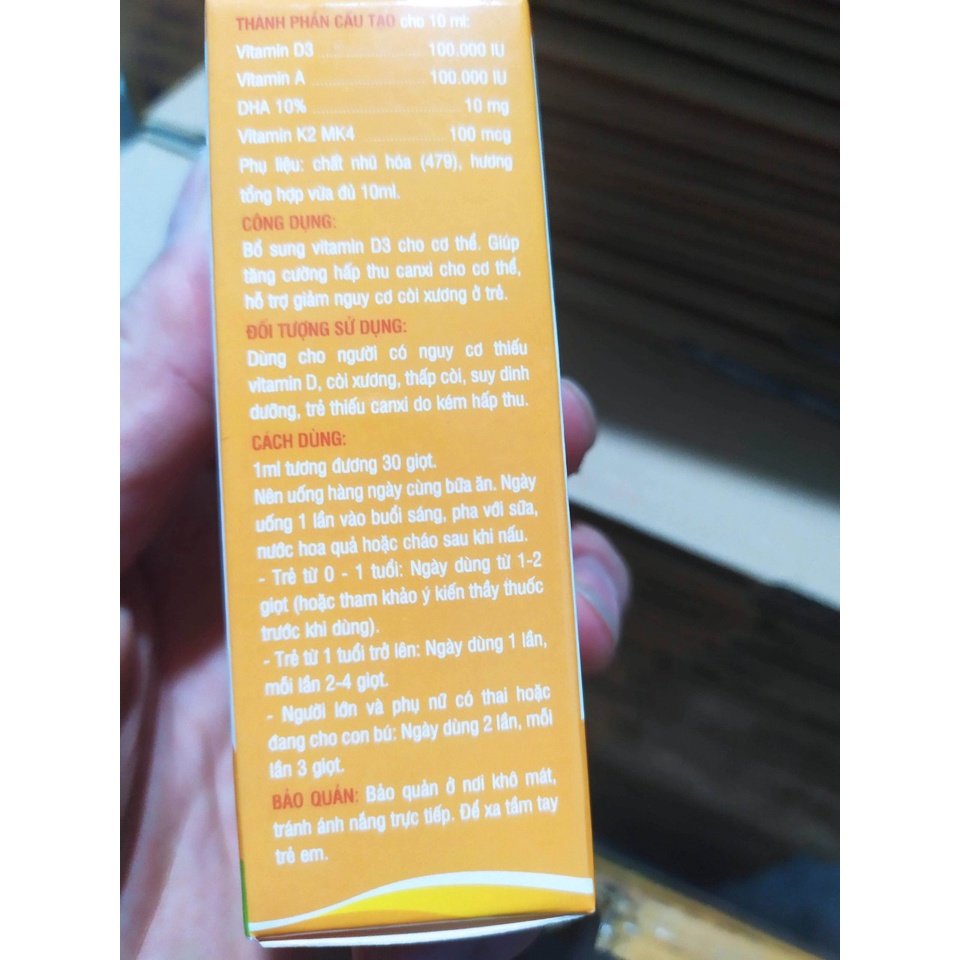 THÀNH PHẦN CẤU TẠO cho 10 ml:
Vitamin D3 ........ 100.000 IU
Vitamin A ........ 100.000 IU
DHA 10% ........ 10 mg
Vitamin K2 MK4 ........ 100 mcg
Phụ liệu: chất nhũ hóa (479), hương
tổng hợp vừa đủ 10ml.
CÔNG DỤNG:
Bổ sung vitamin D3 cho cơ thể. Giúp
tăng cường hấp thu canxi cho cơ thể,
hỗ trợ giảm nguy cơ còi xương ở trẻ.
ĐỐI TƯỢNG SỬ DỤNG:
Dùng cho người có nguy cơ thiếu
vitamin D, còi xương, thấp còi, suy dinh
dưỡng, trẻ thiếu canxi do kém hấp thu.
CÁCH DÙNG:
1ml tương đương 30 giọt.
Nên uống hàng ngày cùng bữa ăn. Ngày
uống 1 lần vào buổi sáng, pha với sữa,
nước hoa quả hoặc cháo sau khi nấu.
- Trẻ từ 0 - 1 tuổi: Ngày dùng từ 1-2
giọt (hoặc tham khảo ý kiến thầy thuốc
trước khi dùng).
- Trẻ từ 1 tuổi trở lên: Ngày dùng 1 lần,
mỗi lần 2-4 giọt.
- Người lớn và phụ nữ có thai hoặc
đang cho con bú: Ngày dùng 2 lần, mỗi
lần 3 giọt.
BẢO QUẢN: Bảo quản ở nơi khô mát,
tránh ánh nắng trực tiếp. Để xa tầm tay
trẻ em.